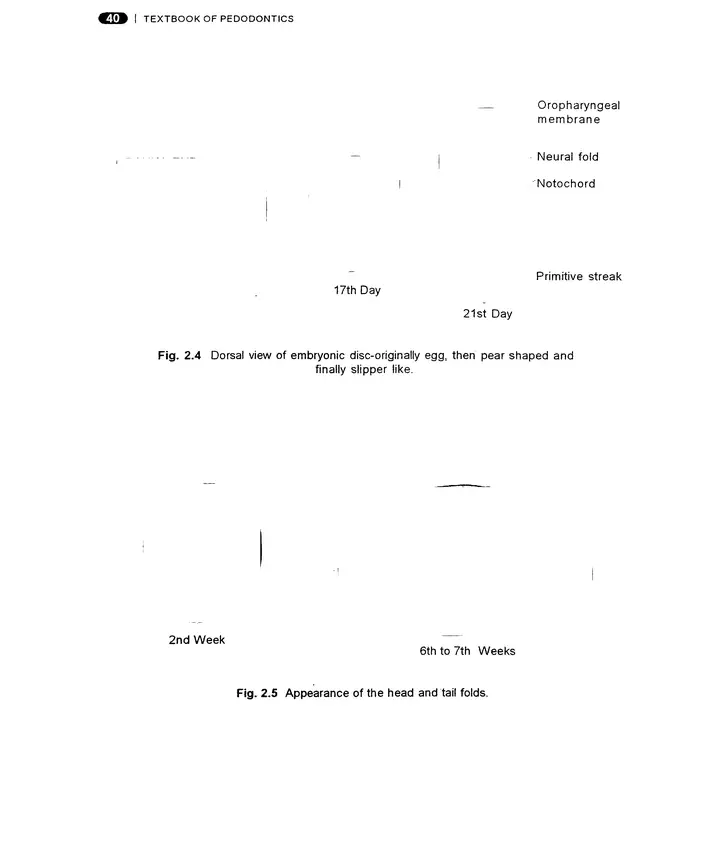 40 | TEXTBOOK OF PEDODONTICS
Oropharyngeal
membrane
Neural fold
Notochord
Primitive streak
17th Day
21st Day
Fig. 2.4 Dorsal view of embryonic disc-originally egg, then pear shaped and
finally slipper like.
2nd Week
6th to 7th Weeks
Fig. 2.5 Appearance of the head and tail folds.